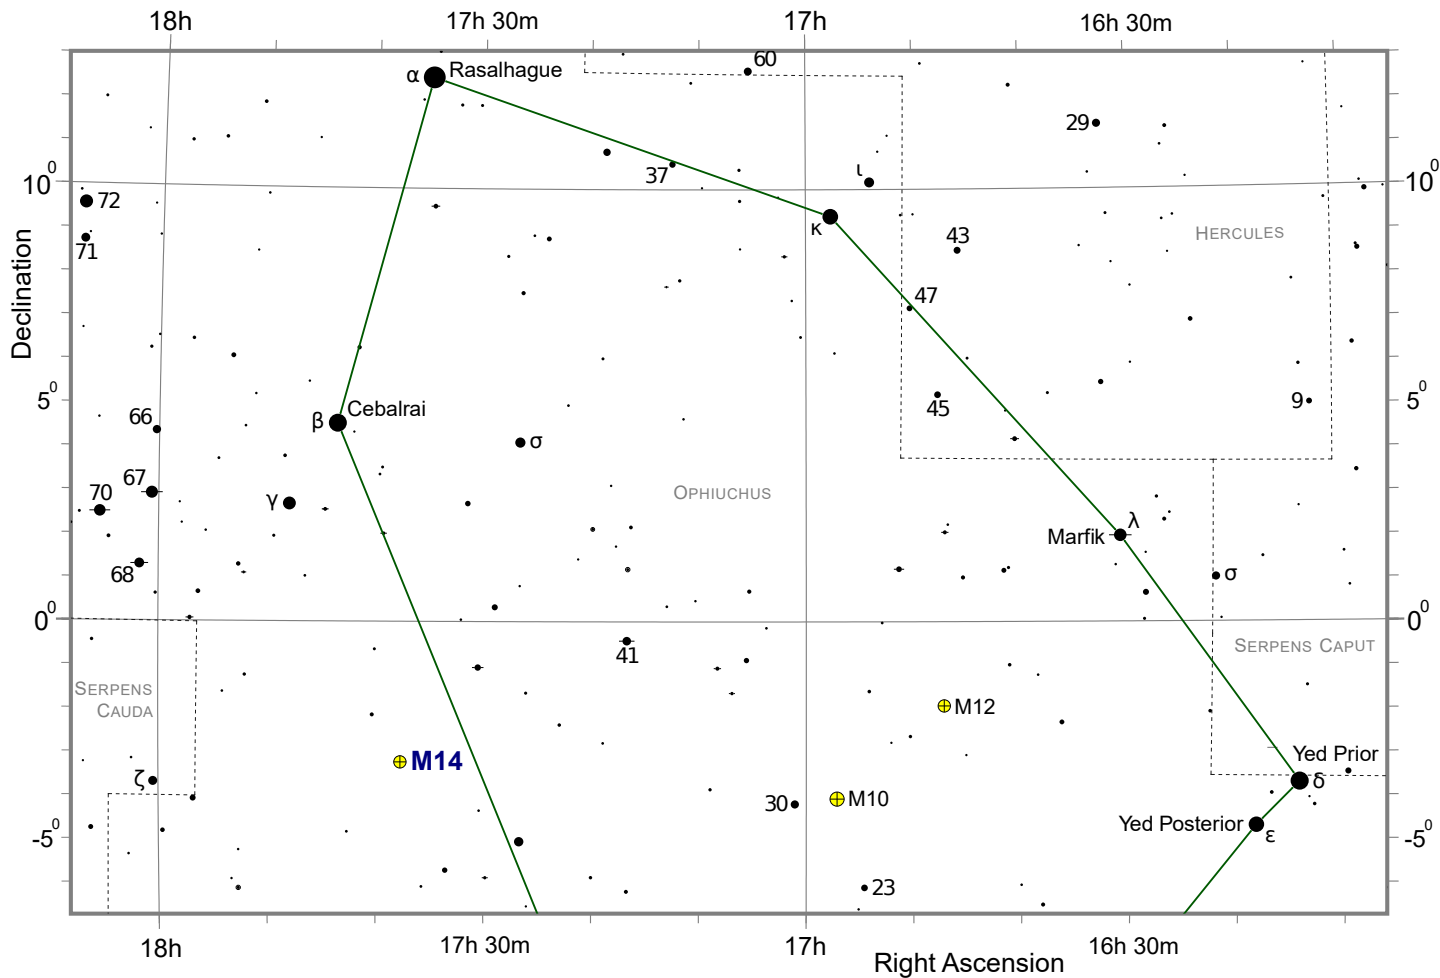 18h
17h 30m
17h
16h 30m
α
Rasalhague
60
29
37
ι
10⁰
10⁰
72
κ
43
HERCULES
71
Declination
47
5⁰
5⁰
45
9
66
β
Cebalrai
σ
67
70
γ
OPHIUCHUS
λ
Marfik
68
σ
0⁰
0⁰
41
SERPENS CAPUT
SERPENS
CAUDA
M12
M14
Yed Prior
ζ
δ
30
M10
Yed Posterior
ε
-5⁰
-5⁰
23
18h
17h 30m
17h
16h 30m
Right Ascension